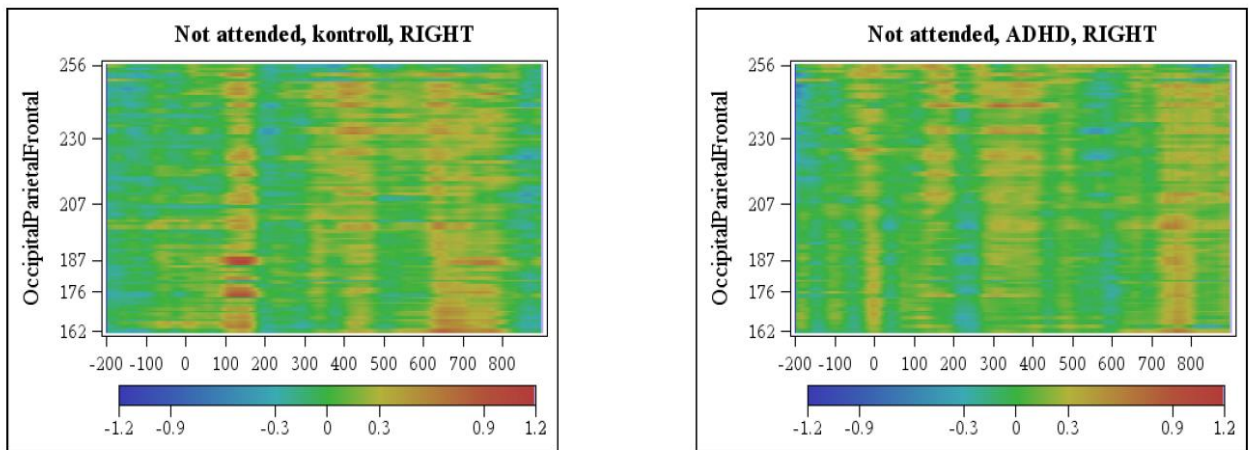 Not attended, kontroll, RIGHT
OccipitalParietalFrontal
256
230
207
187
176
162
-200 -100 0 100 200 300 400 500 600 700 800
-1.2 -0.9 -0.3 0 0.3 0.9 1.2
Not attended, ADHD, RIGHT
OccipitalParietalFrontal
256
230
207
187
176
162
-200 -100 0 100 200 300 400 500 600 700 800
-1.2 -0.9 -0.3 0 0.3 0.9 1.2